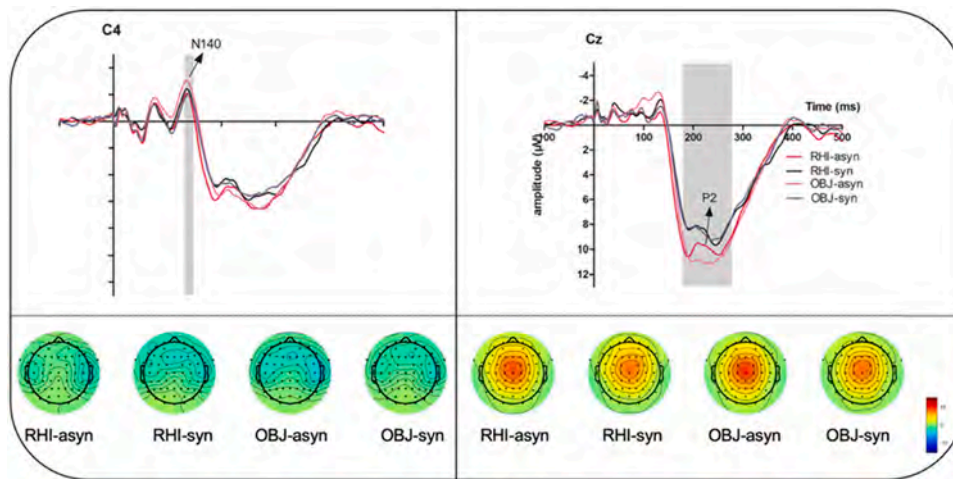 C4
N140
Cz
-4
-2
Time (ms)
100
100
200
300
400
500
2
4
6
8
10
12
amplitude (µV)
RHI-asyn
RHI-syn
OBJ-asyn
OBJ-syn
P2
RHI-asyn
RHI-syn
OBJ-asyn
OBJ-syn
RHI-asyn
RHI-syn
OBJ-asyn
OBJ-syn
0